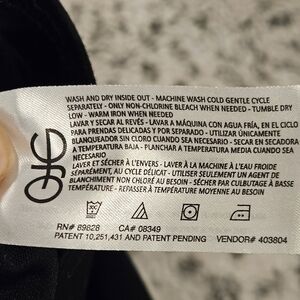 WASH AND DRY INSIDE OUT - MACHINE WASH COLD GENTLE CYCLE
SEPARATELY - ONLY NON-CHLORINE BLEACH WHEN NEEDED - TUMBLE DRY
LOW - WARM IRON WHEN NEEDED
LAVAR Y SECAR AL REVÉS - LAVAR A MÁQUINA CON AGUA FRÍA, EN EL CICLO
PARA PRENDAS DELICADAS Y POR SEPARADO - UTILIZAR ÚNICAMENTE
BLANQUEADOR SIN CLORO CUANDO SEA NECESARIO - SECAR EN SECADORA
A TEMPERATURA BAJA - PLANCHAR A TEMPERATURA MEDIA CUANDO SEA
NECESARIO
LAVER ET SÉCHER À L'ENVERS - LAVER À LA MACHINE À L'EAU FROIDE
SÉPARÉMENT, AU CYCLE DÉLICAT - UTILISER SEULEMENT UN AGENT DE
BLANCHIMENT NON CHLORÉ AU BESOIN - SÉCHER PAR CULBUTAGE À BASSE
TEMPÉRATURE - REPASSER À TEMPÉRATURE MOYENNE AU BESOIN
RN# 89828 CA# 08349
PATENT 10,251,431 AND PATENT PENDING VENDOR# 403804